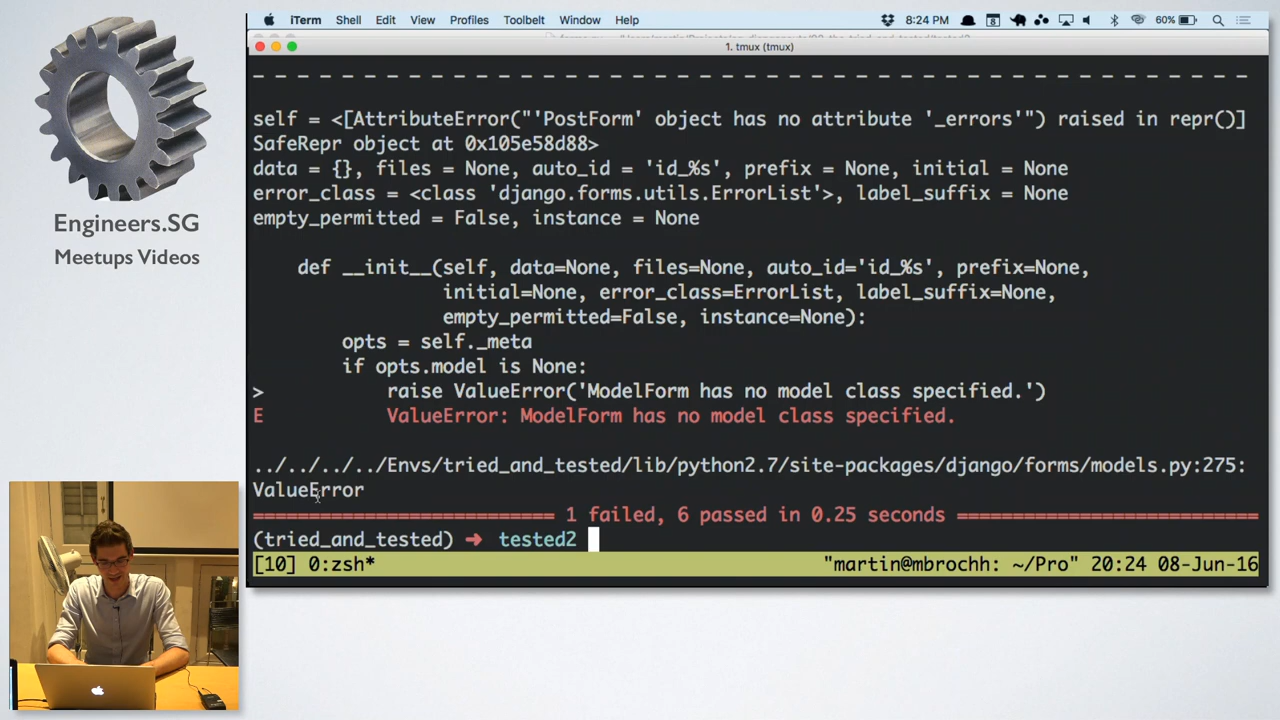 iTerm Shell Edit View Profiles Toolbelt Window Help 8:24 PM 8 60%
1. tmux (tmux)
Engineers.SG
Meetups Videos
- - - - - - - - - - - - - - - - - - - - - - - - - - - - - - - - - - - - - - - - - - - - -
self = <[AttributeError("'PostForm' object has no attribute '_errors'") raised in repr()]
SafeRepr object at 0x105e58d88>
data = {}, files = None, auto_id = 'id_%s', prefix = None, initial = None
error_class = <class 'django.forms.utils.ErrorList'>, label_suffix = None
empty_permitted = False, instance = None
def __init__(self, data=None, files=None, auto_id='id_%s', prefix=None,
initial=None, error_class=ErrorList, label_suffix=None,
empty_permitted=False, instance=None):
opts = self._meta
if opts.model is None:
> raise ValueError('ModelForm has no model class specified.')
E ValueError: ModelForm has no model class specified.
../../../../Envs/tried_and_tested/lib/python2.7/site-packages/django/forms/models.py:275:
ValueError
=========================== 1 failed, 6 passed in 0.25 seconds ===========================
(tried_and_tested) ➜ tested2
[10] 0:zsh* "martin@mbrochh: ~/Pro" 20:24 08-Jun-16